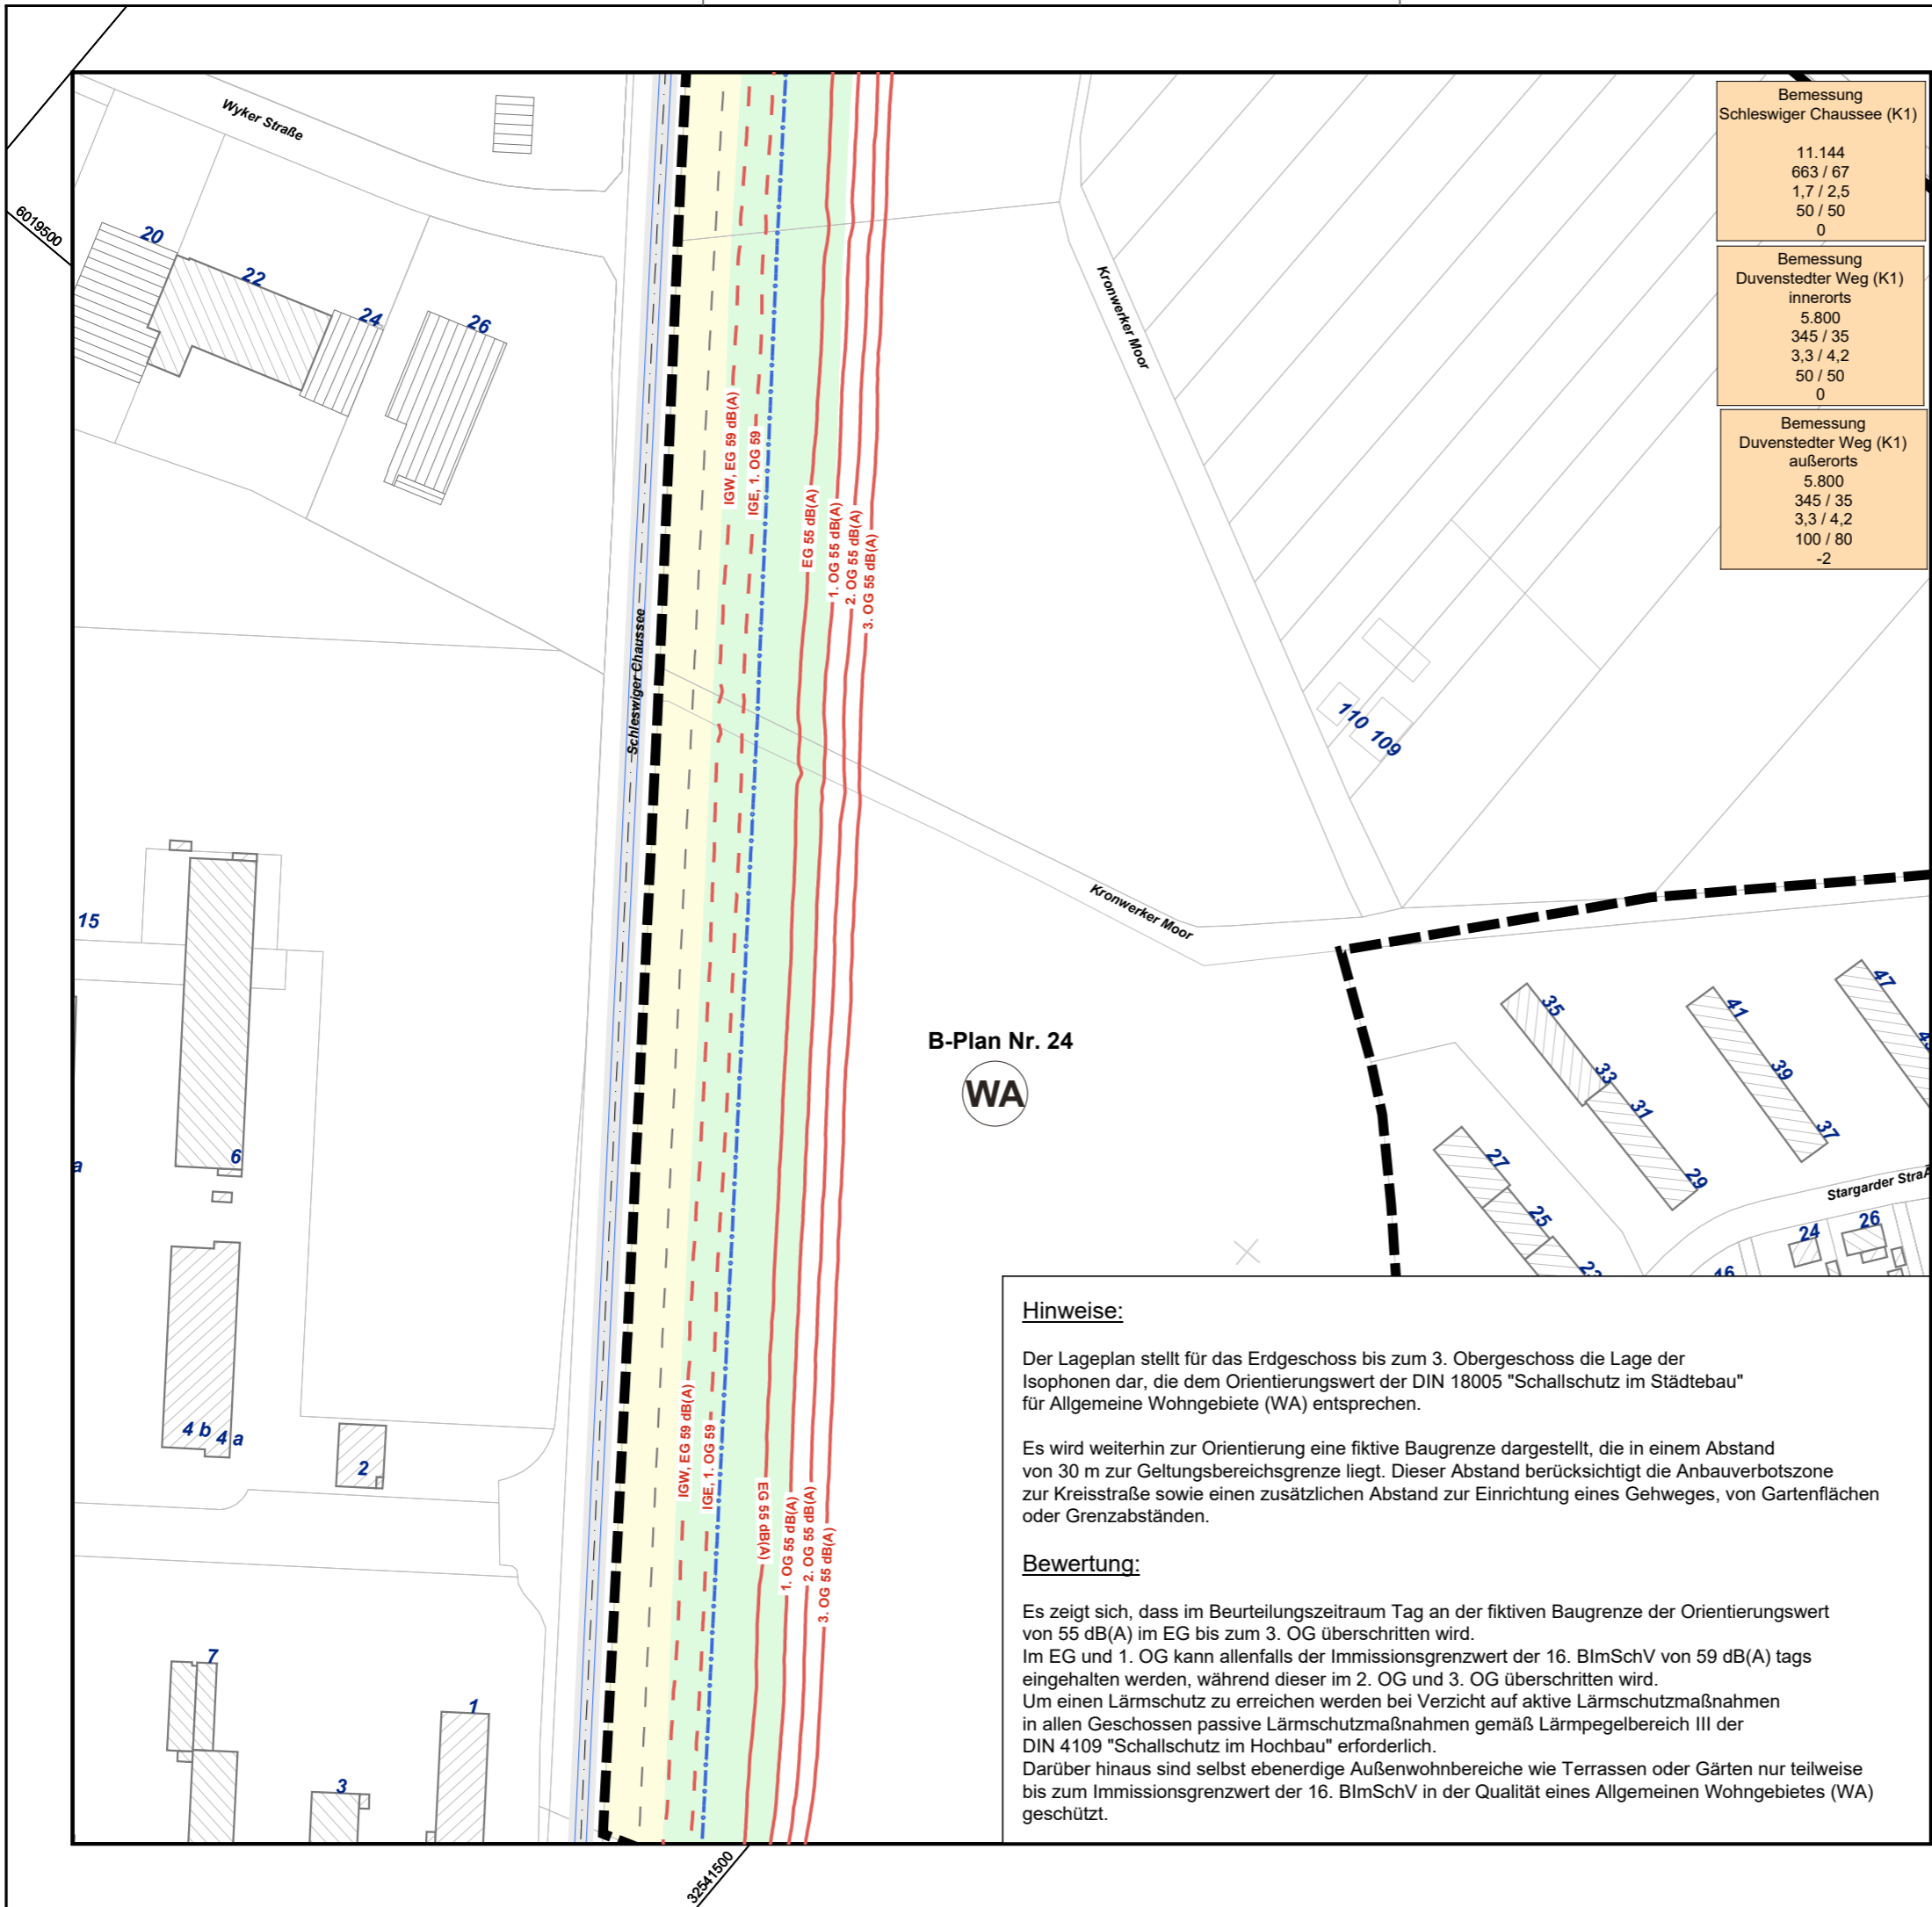 Wyker Straße
6019500
20
22
24
26
Schleswiger Chaussee
IGW, EG 59 dB(A)
IGE, 1. OG 59
EG 55 dB(A)
1. OG 55 dB(A)
2. OG 55 dB(A)
3. OG 55 dB(A)
Kronwerker Moor
110
109
Bemessung
Schleswiger Chaussee (K1)
11.144
663 / 67
1,7 / 2,5
50 / 50
0
Bemessung
Duvenstedter Weg (K1)
innerorts
5.800
345 / 35
3,3 / 4,2
50 / 50
0
Bemessung
Duvenstedter Weg (K1)
außerorts
5.800
345 / 35
3,3 / 4,2
100 / 80
-2
Kronwerker Moor
15
6
a
4 b
4 a
2
7
1
3
B-Plan Nr. 24
WA
47
35
41
33
39
31
37
27
29
25
Stargarder Stra
24
26
IGW, EG 59 dB(A)
IGE, 1. OG 59
EG 55 dB(A)
1. OG 55 dB(A)
2. OG 55 dB(A)
3. OG 55 dB(A)
32541500
Hinweise:
Der Lageplan stellt für das Erdgeschoss bis zum 3. Obergeschoss die Lage der
Isophonen dar, die dem Orientierungswert der DIN 18005 "Schallschutz im Städtebau"
für Allgemeine Wohngebiete (WA) entsprechen.
Es wird weiterhin zur Orientierung eine fiktive Baugrenze dargestellt, die in einem Abstand
von 30 m zur Geltungsbereichsgrenze liegt. Dieser Abstand berücksichtigt die Anbauverbotszone
zur Kreisstraße sowie einen zusätzlichen Abstand zur Einrichtung eines Gehweges, von Gartenflächen
oder Grenzabständen.
Bewertung:
Es zeigt sich, dass im Beurteilungszeitraum Tag an der fiktiven Baugrenze der Orientierungswert
von 55 dB(A) im EG bis zum 3. OG überschritten wird.
Im EG und 1. OG kann allenfalls der Immissionsgrenzwert der 16. BImSchV von 59 dB(A) tags
eingehalten werden, während dieser im 2. OG und 3. OG überschritten wird.
Um einen Lärmschutz zu erreichen werden bei Verzicht auf aktive Lärmschutzmaßnahmen
in allen Geschossen passive Lärmschutzmaßnahmen gemäß Lärmpegelbereich III der
DIN 4109 "Schallschutz im Hochbau" erforderlich.
Darüber hinaus sind selbst ebenerdige Außenwohnbereiche wie Terrassen oder Gärten nur teilweise
bis zum Immissionsgrenzwert der 16. BImSchV in der Qualität eines Allgemeinen Wohngebietes (WA)
geschützt.